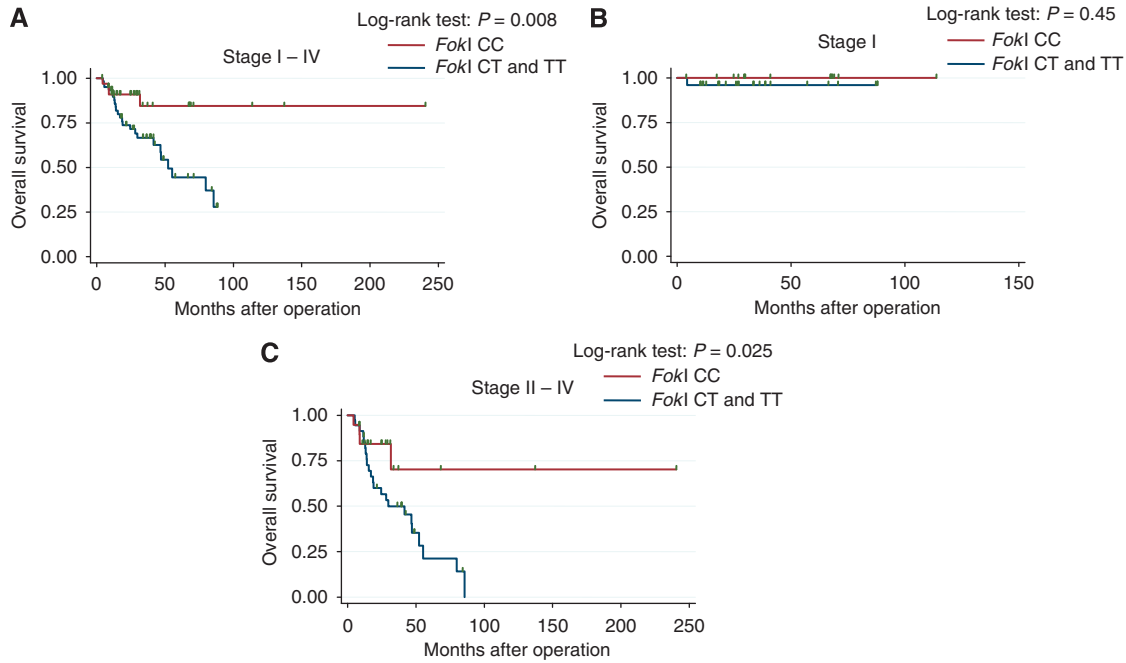 A
Log-rank test: P = 0.008
FokI CC
FokI CT and TT
Stage I – IV
1.00
0.75
0.50
0.25
0.00
Overall survival
0 50 100 150 200 250
Months after operation
B
Log-rank test: P = 0.45
FokI CC
FokI CT and TT
Stage I
1.00
0.75
0.50
0.25
0.00
Overall survival
0 50 100 150
Months after operation
C
Log-rank test: P = 0.025
FokI CC
FokI CT and TT
Stage II – IV
1.00
0.75
0.50
0.25
0.00
Overall survival
0 50 100 150 200 250
Months after operation